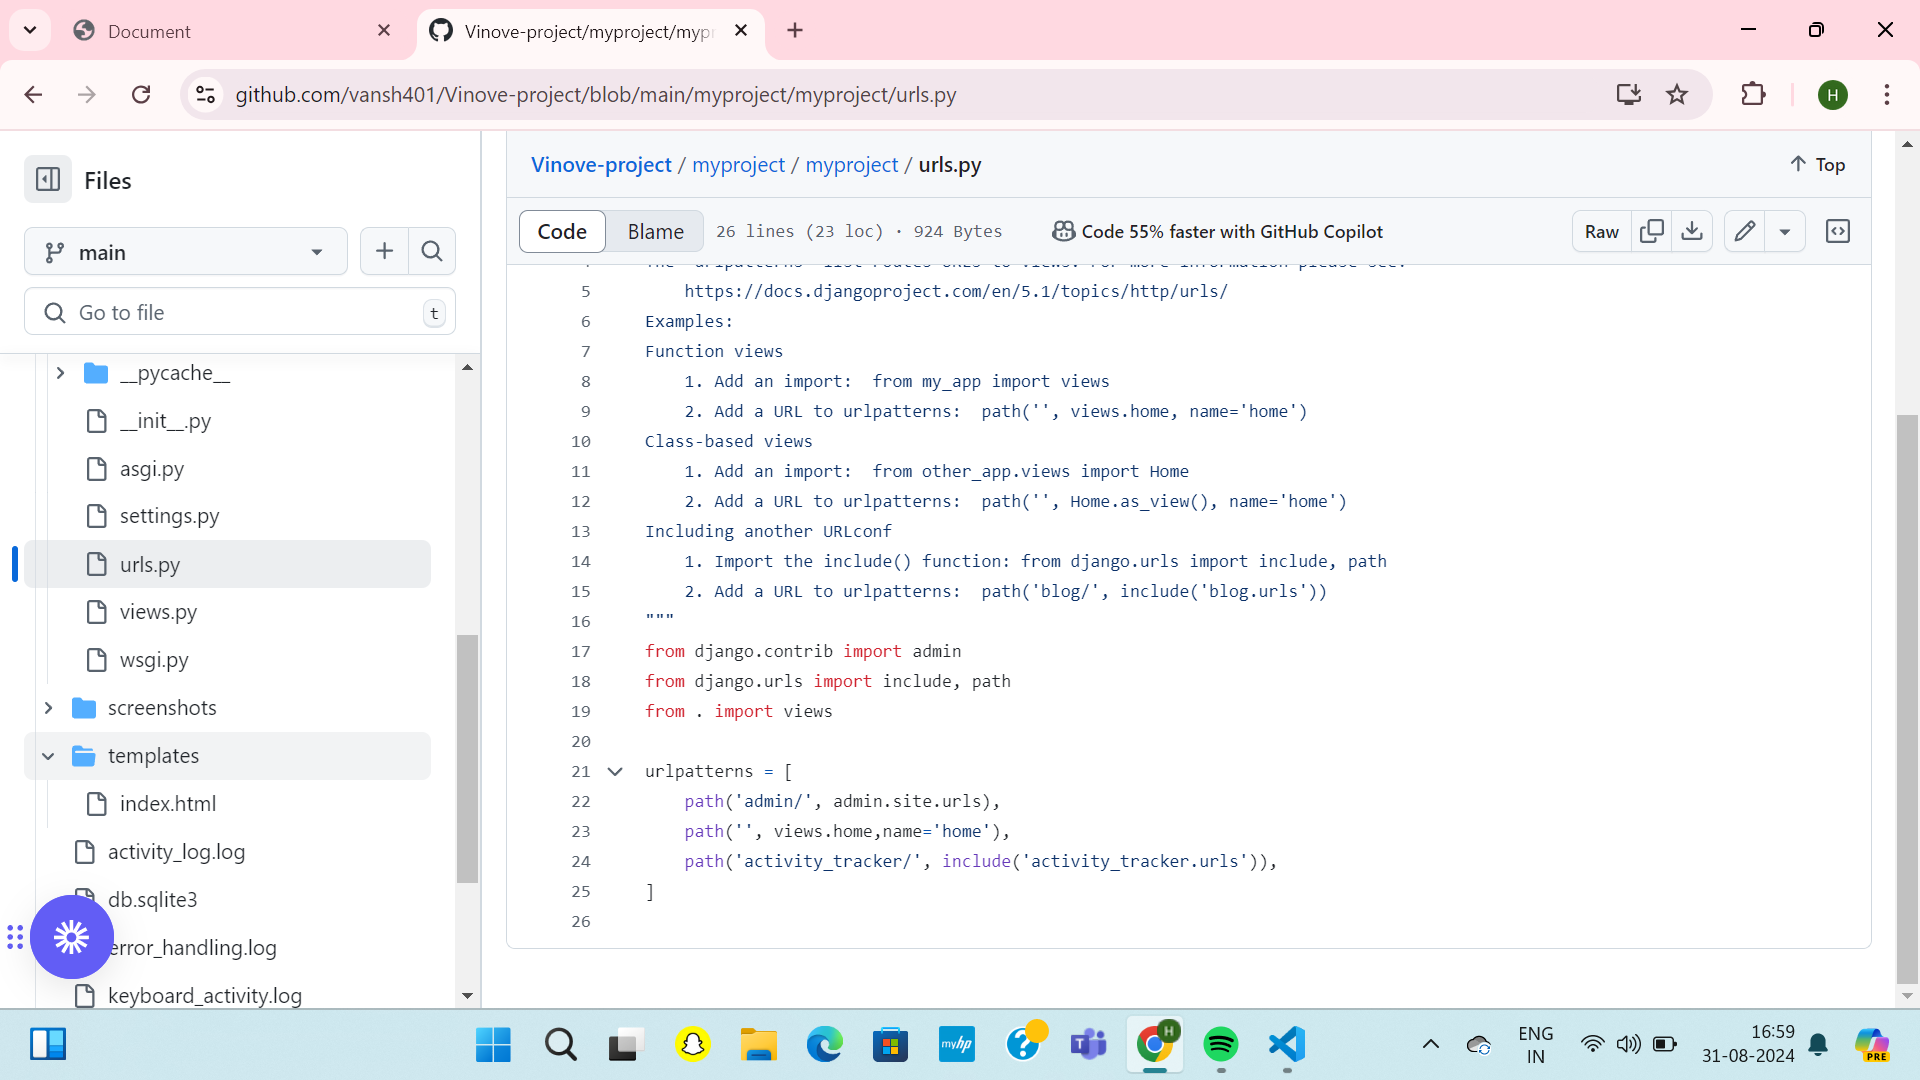 Document
Vinove-project/myproject/mypr
github.com/vansh401/Vinove-project/blob/main/myproject/myproject/urls.py
H
Files
main
Go to file
t
__pycache__
__init__.py
asgi.py
settings.py
urls.py
views.py
wsgi.py
screenshots
templates
index.html
activity_log.log
db.sqlite3
error_handling.log
keyboard_activity.log
Vinove-project / myproject / myproject / urls.py
Top
Code Blame 26 lines (23 loc) · 924 Bytes Code 55% faster with GitHub Copilot Raw
5 https://docs.djangoproject.com/en/5.1/topics/http/urls/
6 Examples:
7 Function views
8 1. Add an import:  from my_app import views
9 2. Add a URL to urlpatterns:  path('', views.home, name='home')
10 Class-based views
11 1. Add an import:  from other_app.views import Home
12 2. Add a URL to urlpatterns:  path('', Home.as_view(), name='home')
13 Including another URLconf
14 1. Import the include() function: from django.urls import include, path
15 2. Add a URL to urlpatterns:  path('blog/', include('blog.urls'))
16 """
17 from django.contrib import admin
18 from django.urls import include, path
19 from . import views
20
21 urlpatterns = [
22 path('admin/', admin.site.urls),
23 path('', views.home,name='home'),
24 path('activity_tracker/', include('activity_tracker.urls')),
25 ]
26
myhp
H
ENG
IN
16:59
31-08-2024
PRE